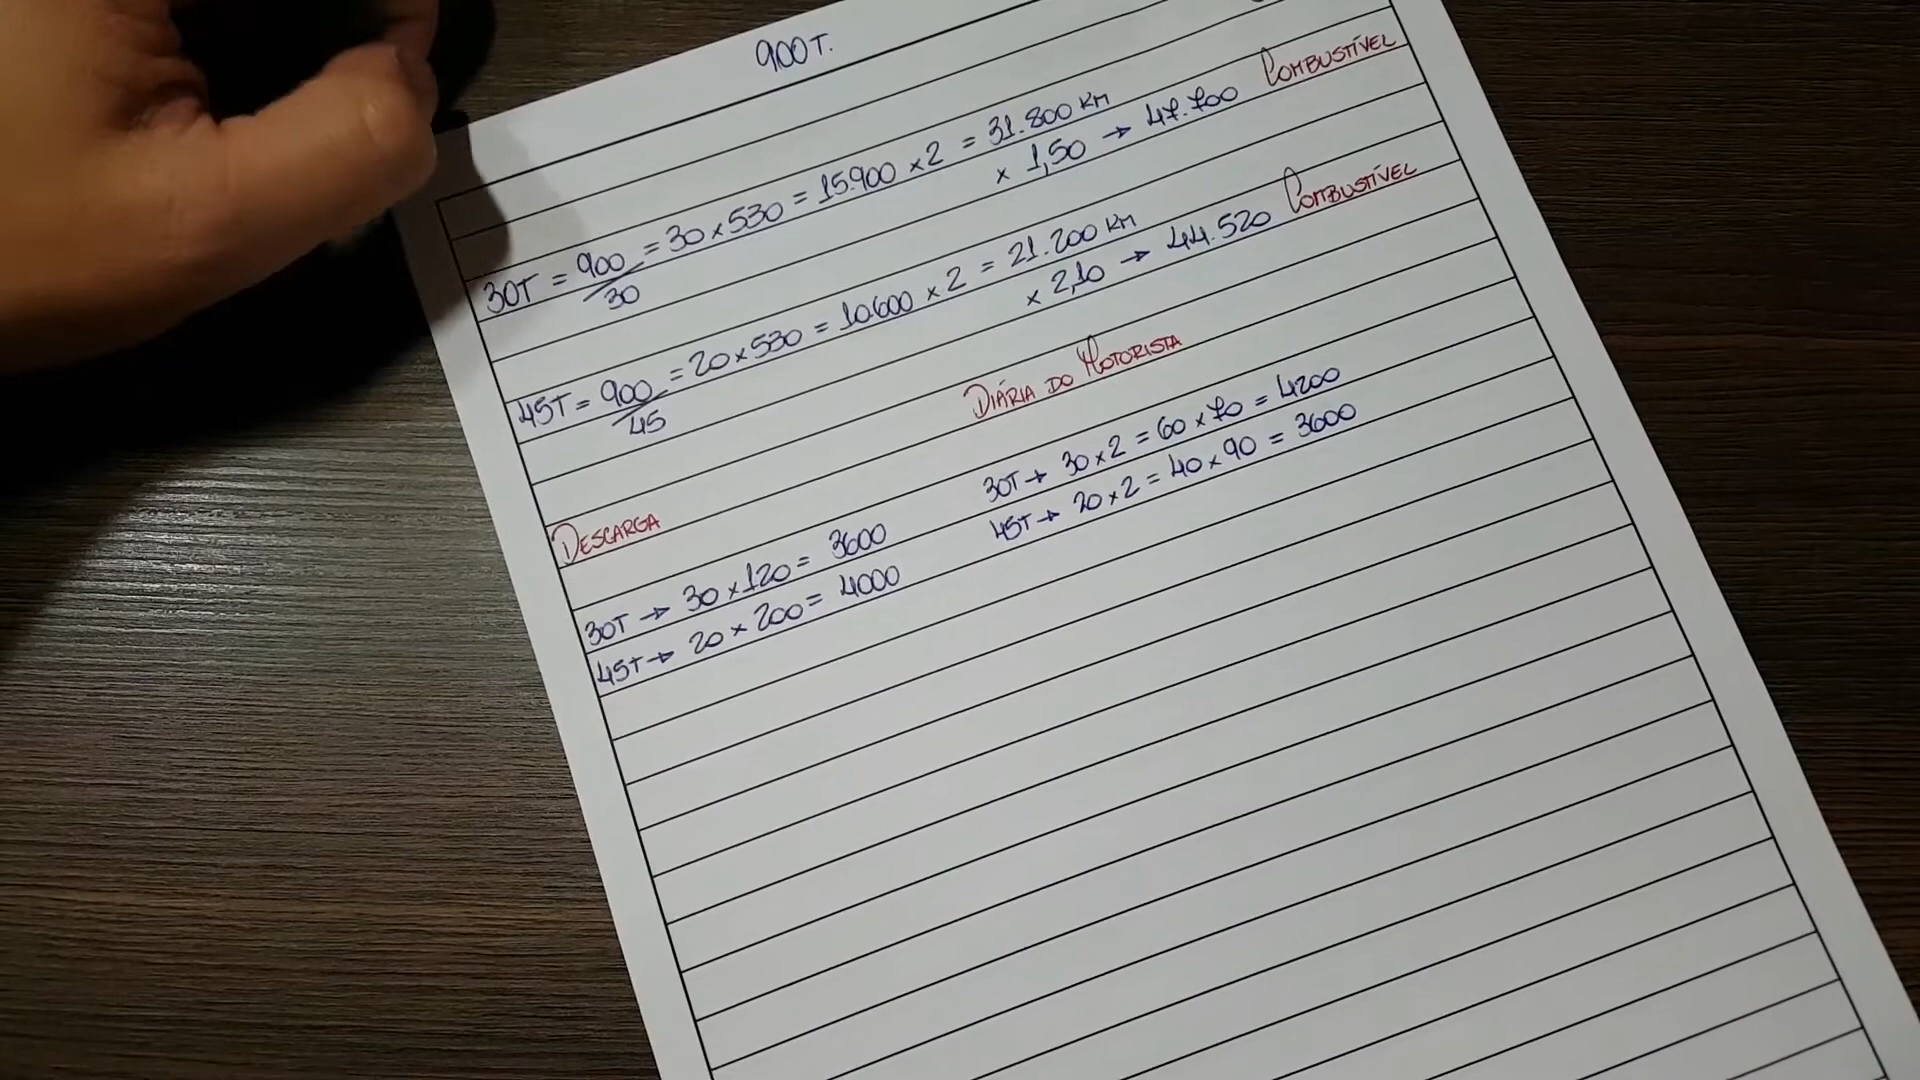 900T.
30T = 900/30 = 30 x 530 = 15.900 x 2 = 31.800 KM
x 1,50 → 47.700 COMBUSTÍVEL
45T = 900/45 = 20 x 530 = 10.600 x 2 = 21.200 KM
x 2,10 → 44.520 COMBUSTÍVEL
DIÁRIA DO MOTORISTA
30T → 30 x 2 = 60 x 70 = 4200
45T → 20 x 2 = 40 x 90 = 3600
DESCARGA
30T → 30 x 120 = 3600
45T → 20 x 200 = 4000